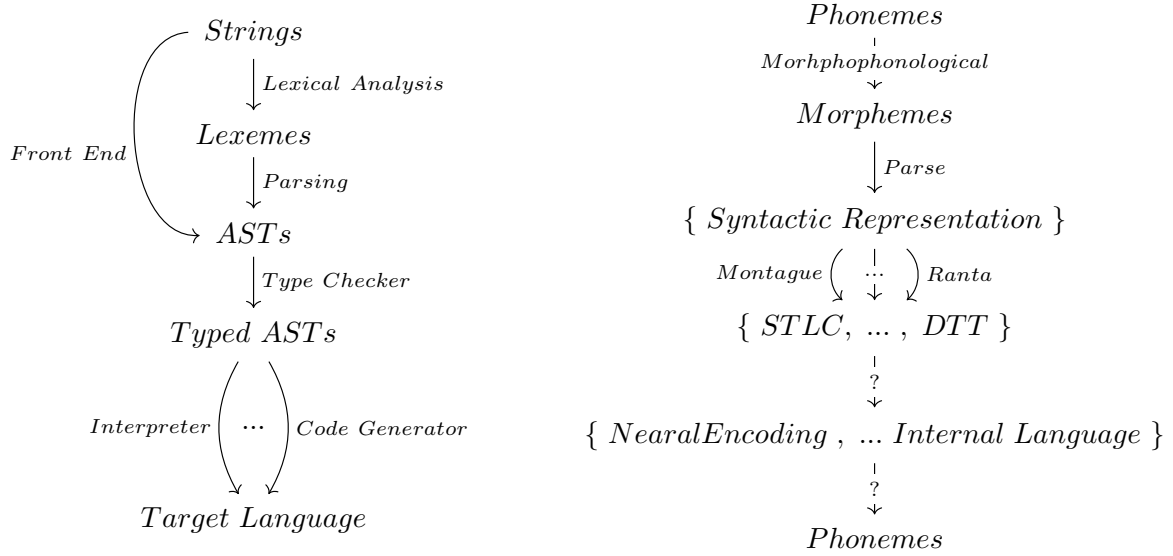 Strings
Lexical Analysis
Lexemes
Front End
Parsing
ASTs
Type Checker
Typed ASTs
Interpreter ... Code Generator
Target Language
Phonemes
Morhphophonological
Morphemes
Parse
{ Syntactic Representation }
Montague ... Ranta
{ STLC, ... , DTT }
?
{ NearalEncoding , ... Internal Language }
?
Phonemes